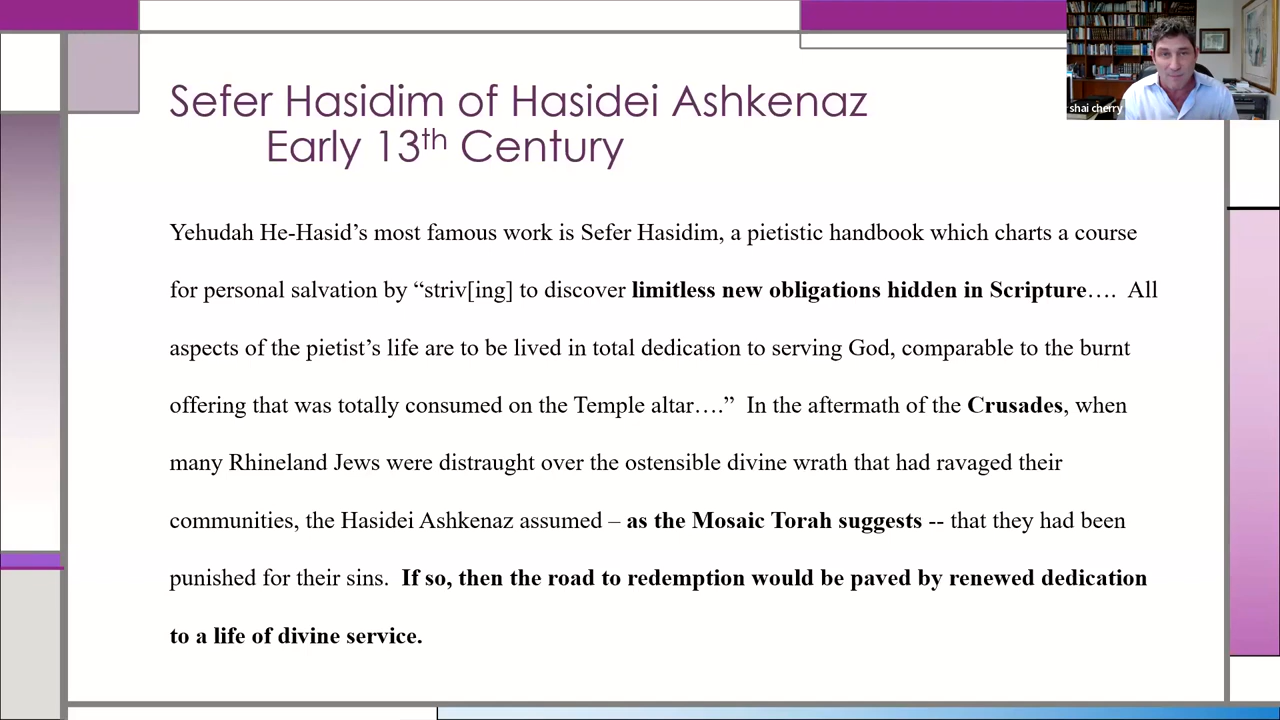 Sefer Hasidim of Hasidei Ashkenaz
Early 13th Century
shai cherry
Yehudah He-Hasid’s most famous work is Sefer Hasidim, a pietistic handbook which charts a course
for personal salvation by “striv[ing] to discover limitless new obligations hidden in Scripture….  All
aspects of the pietist’s life are to be lived in total dedication to serving God, comparable to the burnt
offering that was totally consumed on the Temple altar….”  In the aftermath of the Crusades, when
many Rhineland Jews were distraught over the ostensible divine wrath that had ravaged their
communities, the Hasidei Ashkenaz assumed – as the Mosaic Torah suggests -- that they had been
punished for their sins.  If so, then the road to redemption would be paved by renewed dedication
to a life of divine service.